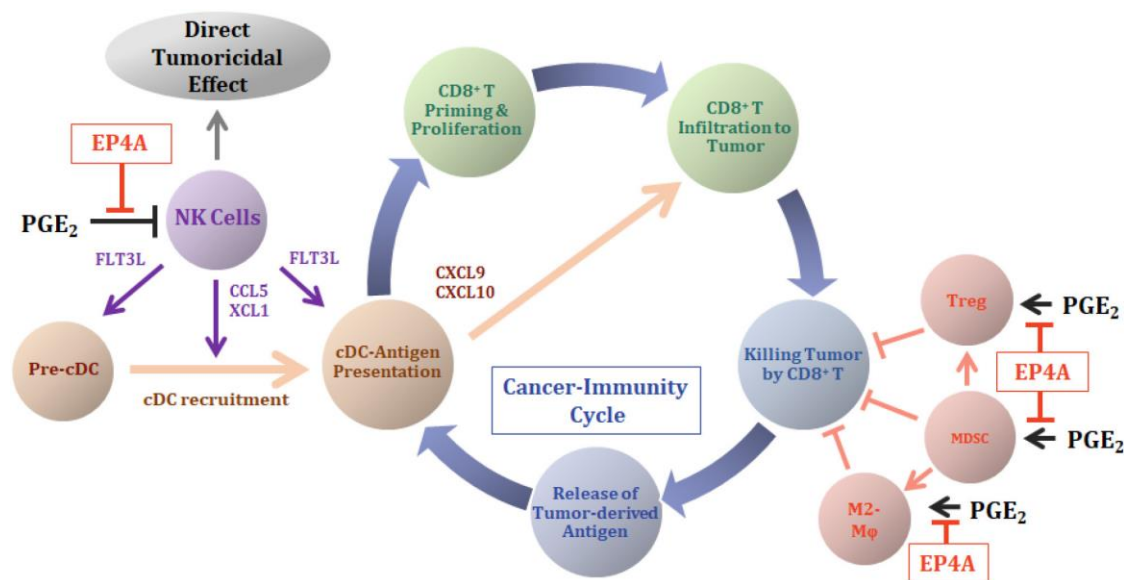 Direct
Tumoricidal
Effect
EP4A
PGE₂
NK Cells
FLT3L
CCL5
XCL1
FLT3L
Pre-cDC
cDC recruitment
cDC-Antigen
Presentation
CD8⁺ T
Priming &
Proliferation
CD8⁺ T
Infiltration to
Tumor
CXCL9
CXCL10
Cancer-Immunity
Cycle
Killing Tumor
by CD8⁺ T
Release of
Tumor-derived
Antigen
Treg
PGE₂
EP4A
MDSC
PGE₂
M2-
Mφ
PGE₂
EP4A